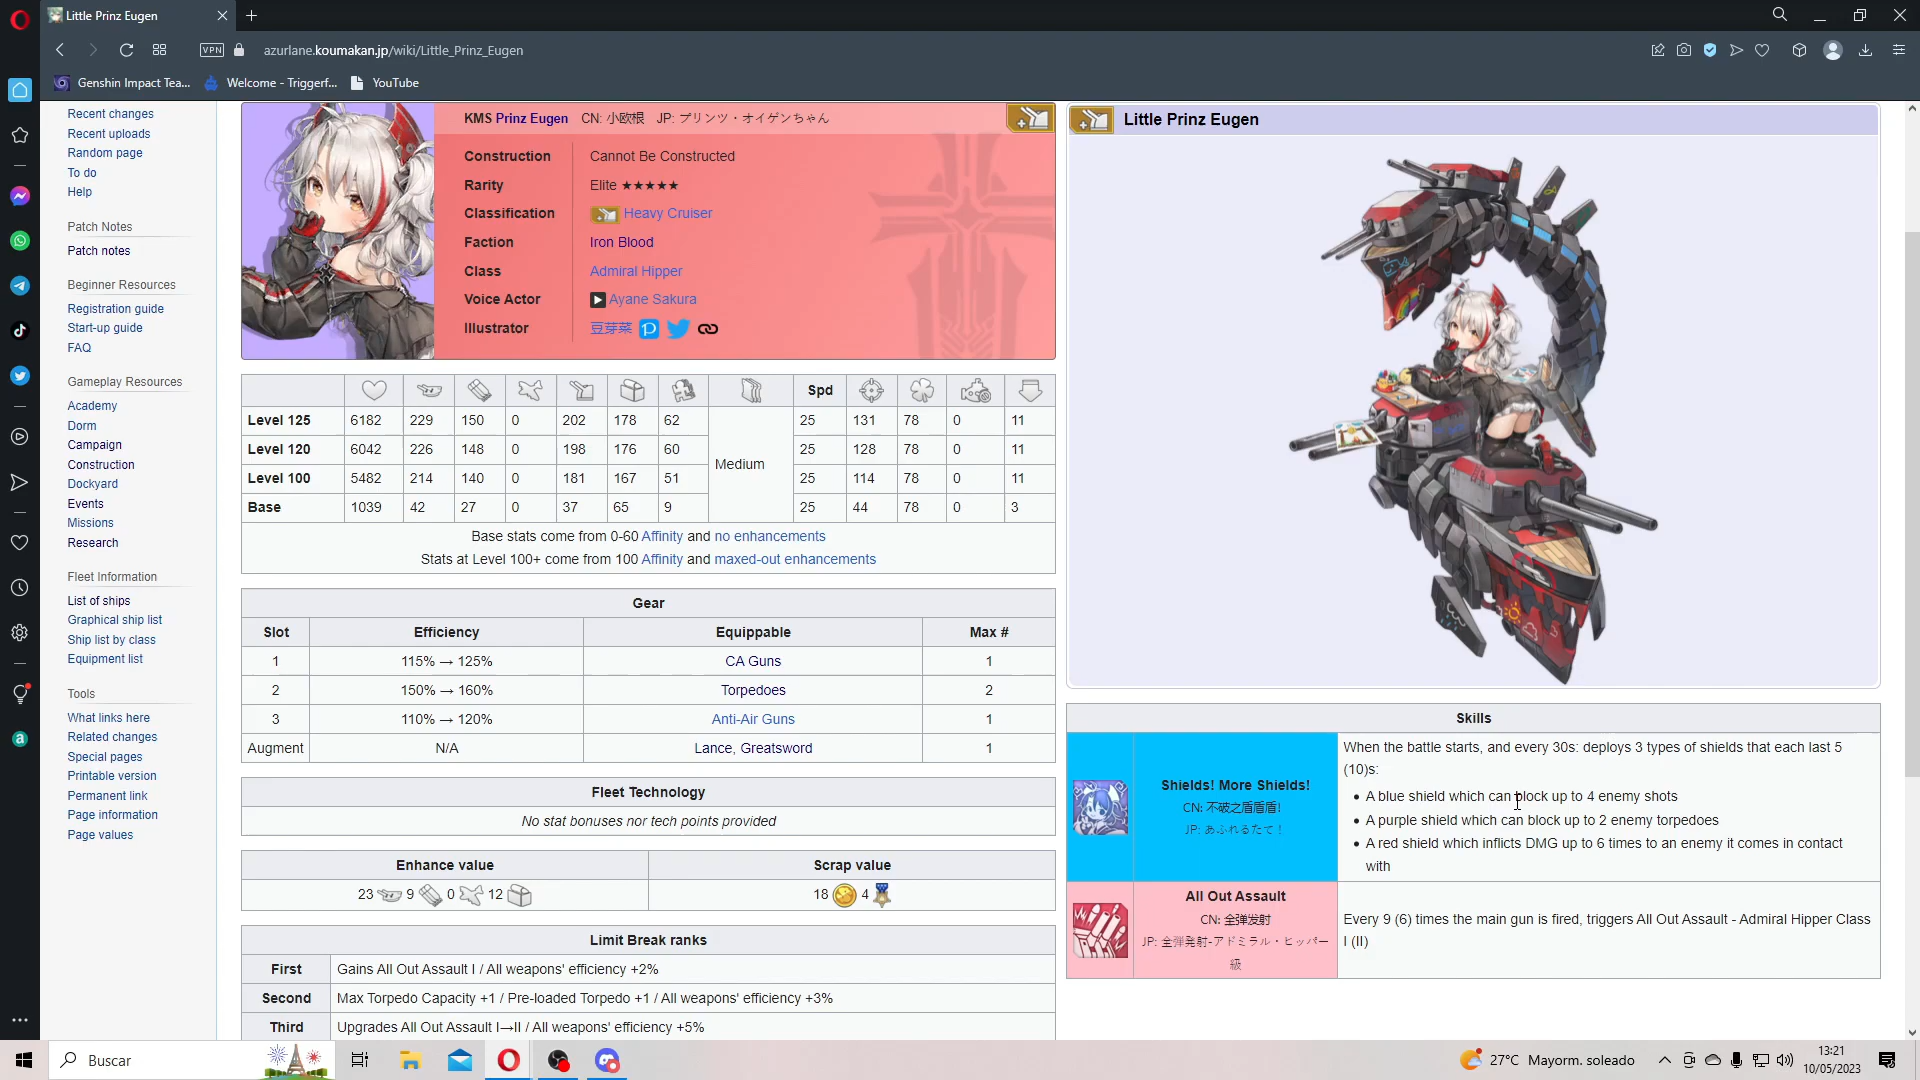 Little Prinz Eugen
VPN
azurlane.koumakan.jp/wiki/Little_Prinz_Eugen
Genshin Impact Tea...
Welcome - Triggerf...
YouTube
Recent changes
Recent uploads
Random page
To do
Help
Patch Notes
Patch notes
Beginner Resources
Registration guide
Start-up guide
FAQ
Gameplay Resources
Academy
Dorm
Campaign
Construction
Dockyard
Events
Missions
Research
Fleet Information
List of ships
Graphical ship list
Ship list by class
Equipment list
Tools
What links here
Related changes
Special pages
Printable version
Permanent link
Page information
Page values
KMS Prinz Eugen CN: 小欧根 JP: プリンツ・オイゲンちゃん
Construction Cannot Be Constructed
Rarity Elite ★★★★★
Classification Heavy Cruiser
Faction Iron Blood
Class Admiral Hipper
Voice Actor Ayane Sakura
Illustrator 豆芽菜
Spd
Level 125 6182 229 150 0 202 178 62 25 131 78 0 11
Level 120 6042 226 148 0 198 176 60 25 128 78 0 11
Medium
Level 100 5482 214 140 0 181 167 51 25 114 78 0 11
Base 1039 42 27 0 37 65 9 25 44 78 0 3
Base stats come from 0-60 Affinity and no enhancements
Stats at Level 100+ come from 100 Affinity and maxed-out enhancements
Gear
Slot Efficiency Equippable Max #
1 115% → 125% CA Guns 1
2 150% → 160% Torpedoes 2
3 110% → 120% Anti-Air Guns 1
Augment N/A Lance, Greatsword 1
Fleet Technology
No stat bonuses nor tech points provided
Enhance value Scrap value
23 9 0 12 18 4
Limit Break ranks
First Gains All Out Assault I / All weapons' efficiency +2%
Second Max Torpedo Capacity +1 / Pre-loaded Torpedo +1 / All weapons' efficiency +3%
Third Upgrades All Out Assault I→II / All weapons' efficiency +5%
Little Prinz Eugen
Skills
Shields! More Shields!
CN: 不破之盾盾盾!
JP: あふれるたて！
When the battle starts, and every 30s: deploys 3 types of shields that each last 5
(10)s:
• A blue shield which can block up to 4 enemy shots
• A purple shield which can block up to 2 enemy torpedoes
• A red shield which inflicts DMG up to 6 times to an enemy it comes in contact
with
All Out Assault
CN: 全弹发射
JP: 全弾発射-アドミラル・ヒッパー
級
Every 9 (6) times the main gun is fired, triggers All Out Assault - Admiral Hipper Class
I (II)
Buscar
27°C Mayorm. soleado
13:21
10/05/2023